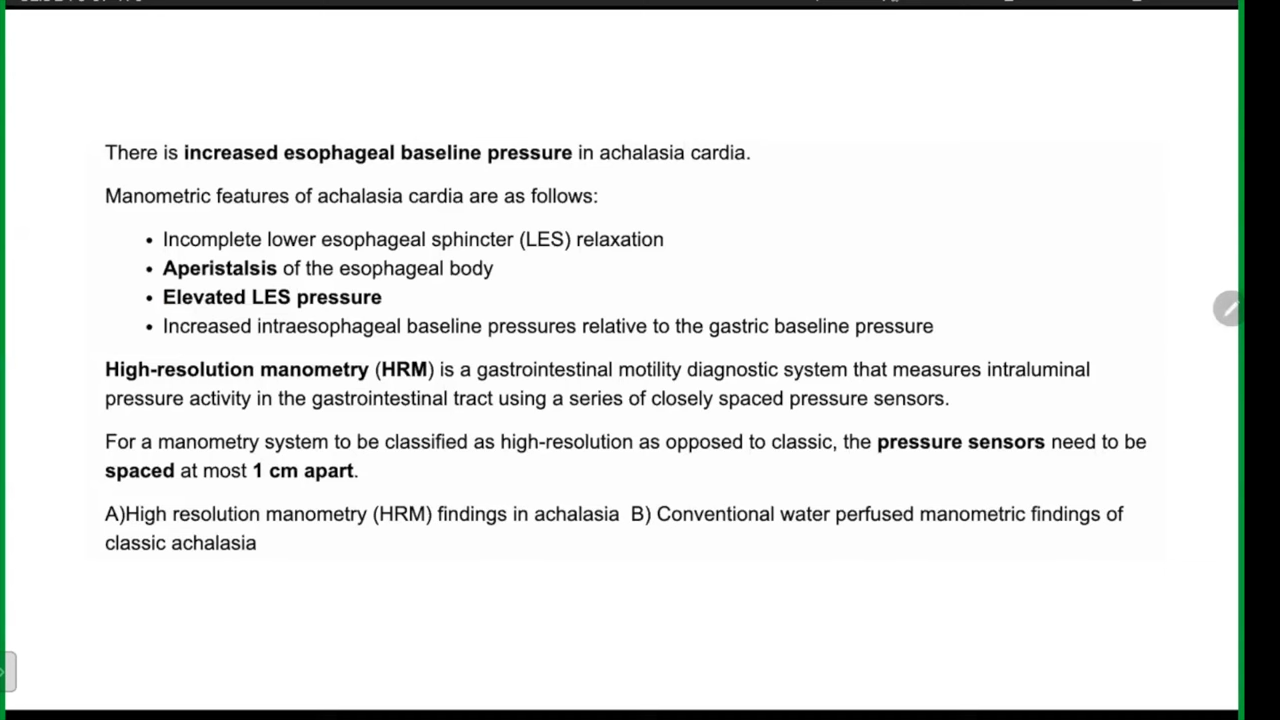 There is increased esophageal baseline pressure in achalasia cardia.
Manometric features of achalasia cardia are as follows:
• Incomplete lower esophageal sphincter (LES) relaxation
• Aperistalsis of the esophageal body
• Elevated LES pressure
• Increased intraesophageal baseline pressures relative to the gastric baseline pressure
High-resolution manometry (HRM) is a gastrointestinal motility diagnostic system that measures intraluminal
pressure activity in the gastrointestinal tract using a series of closely spaced pressure sensors.
For a manometry system to be classified as high-resolution as opposed to classic, the pressure sensors need to be
spaced at most 1 cm apart.
A)High resolution manometry (HRM) findings in achalasia  B) Conventional water perfused manometric findings of
classic achalasia